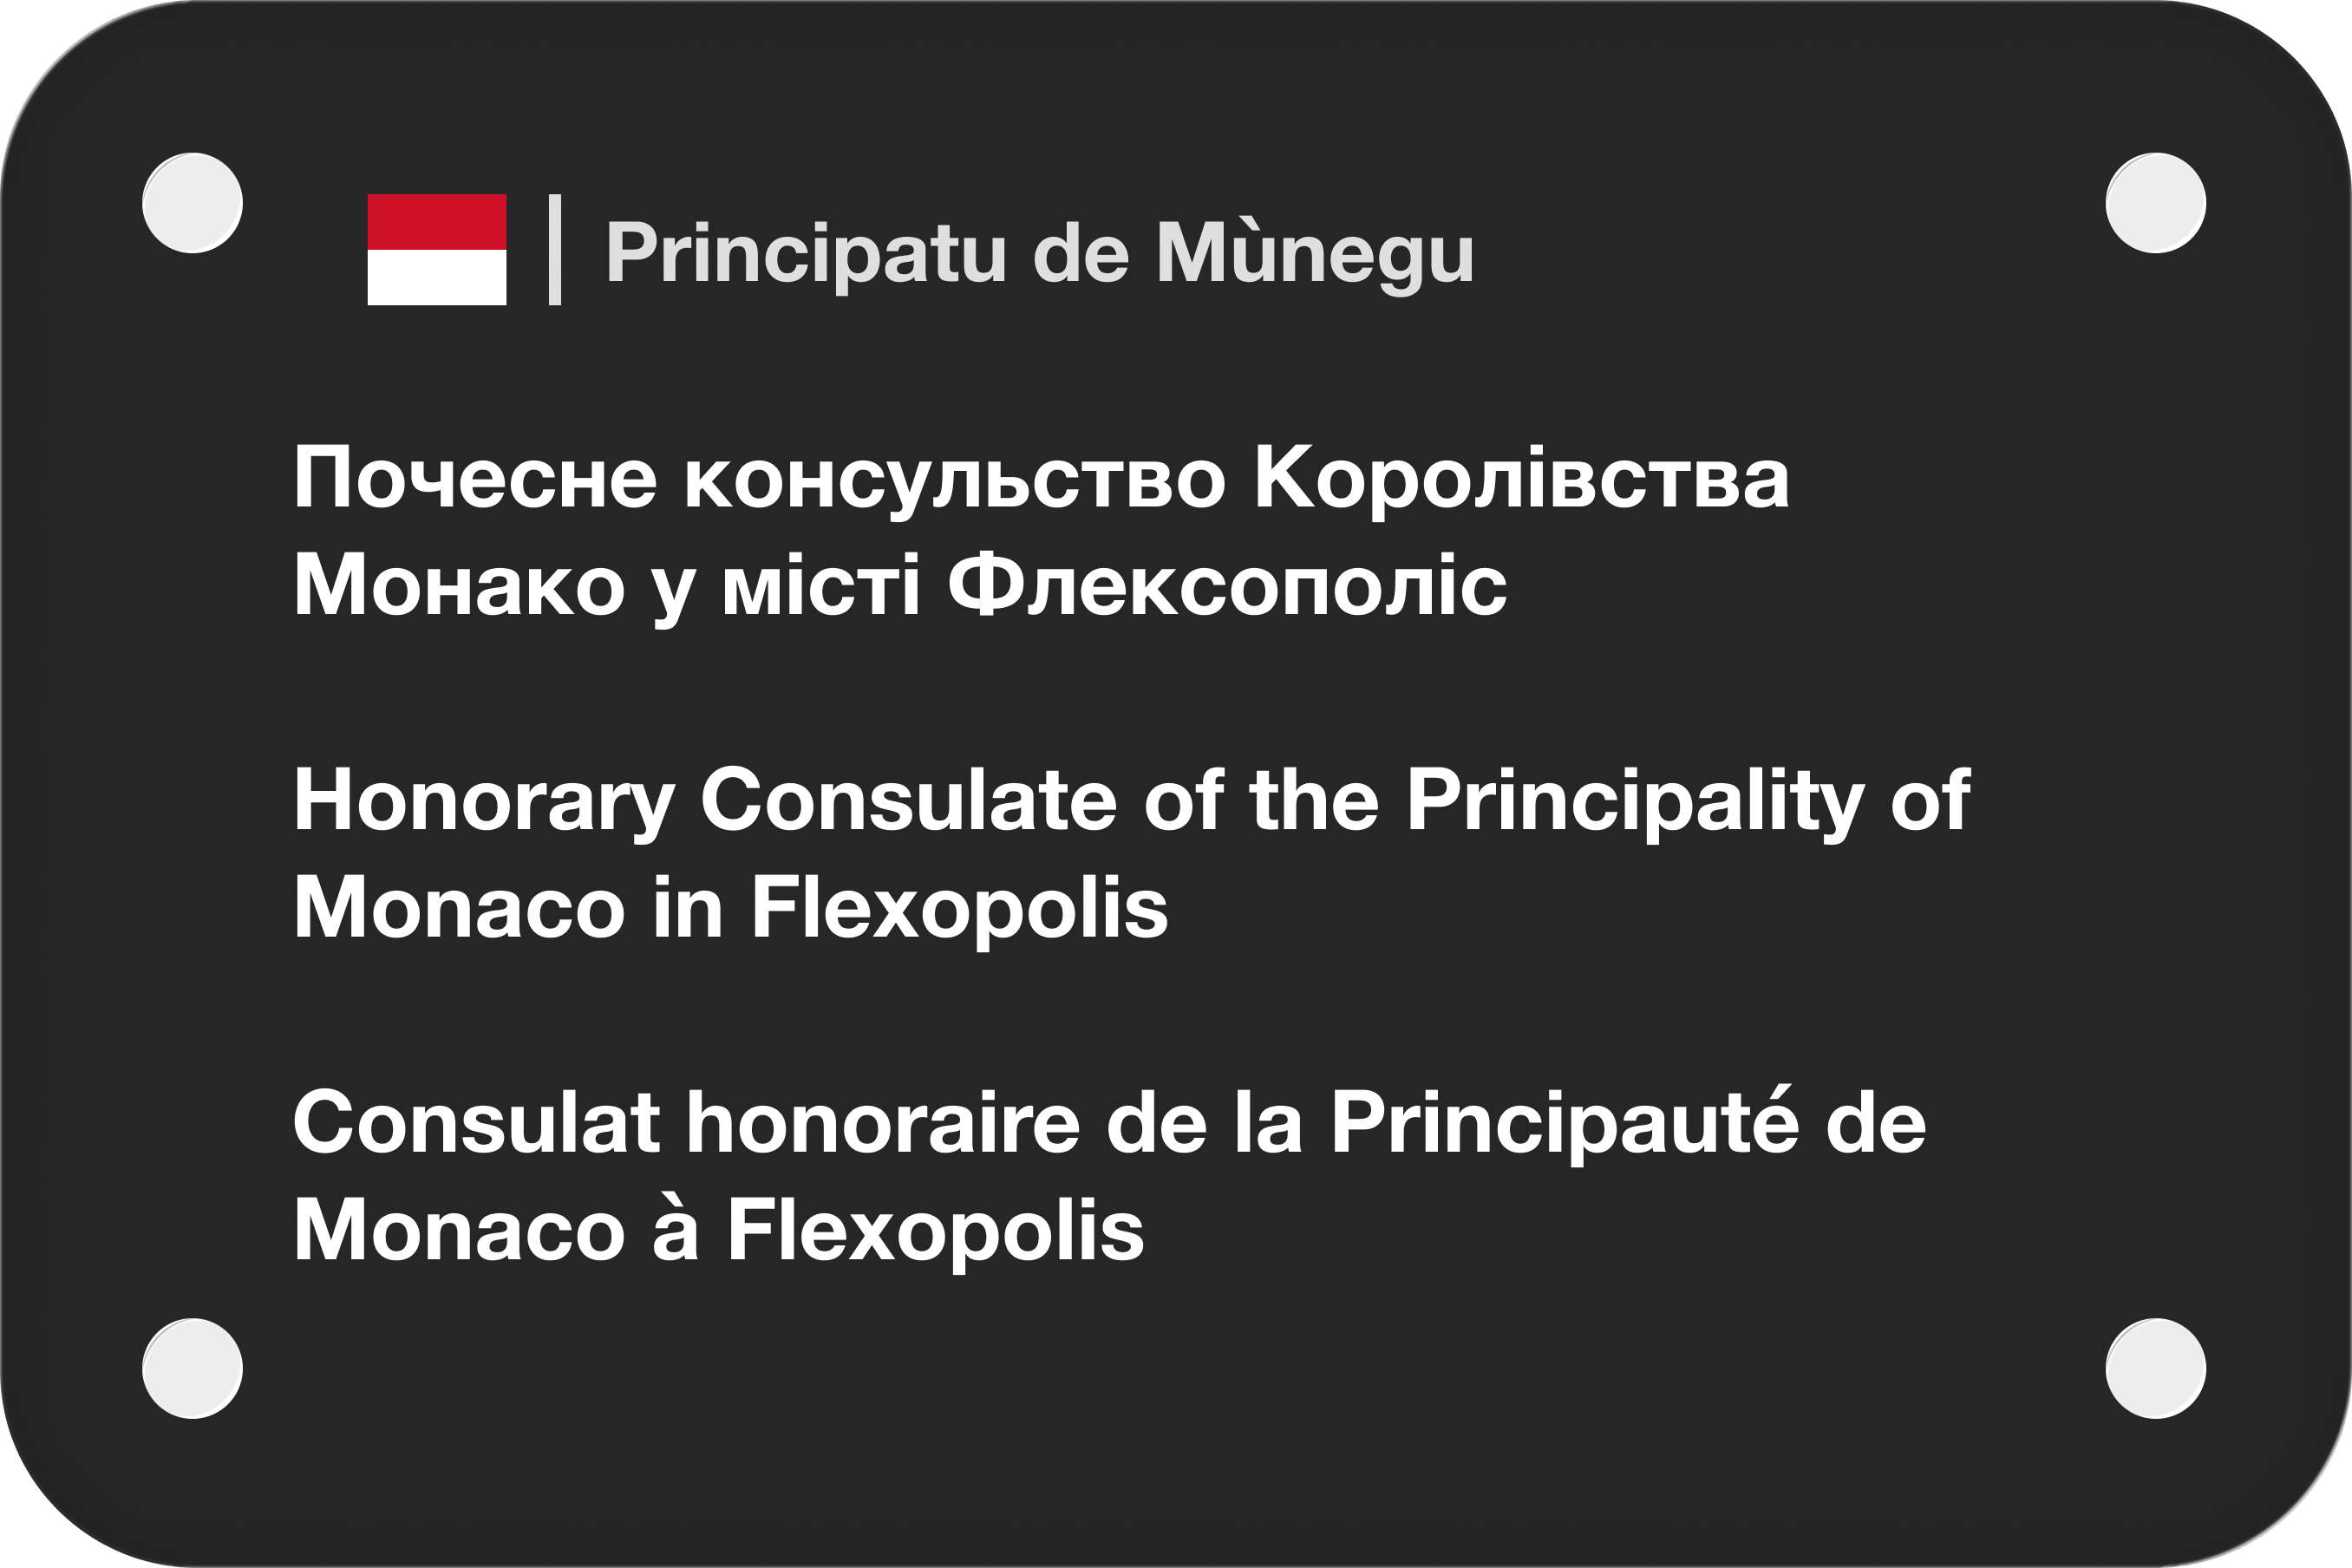 Principatu de Mùnegu
Почесне консульство Королівства
Монако у місті Флексополіс
Honorary Consulate of the Principality of
Monaco in Flexopolis
Consulat honoraire de la Principauté de
Monaco à Flexopolis